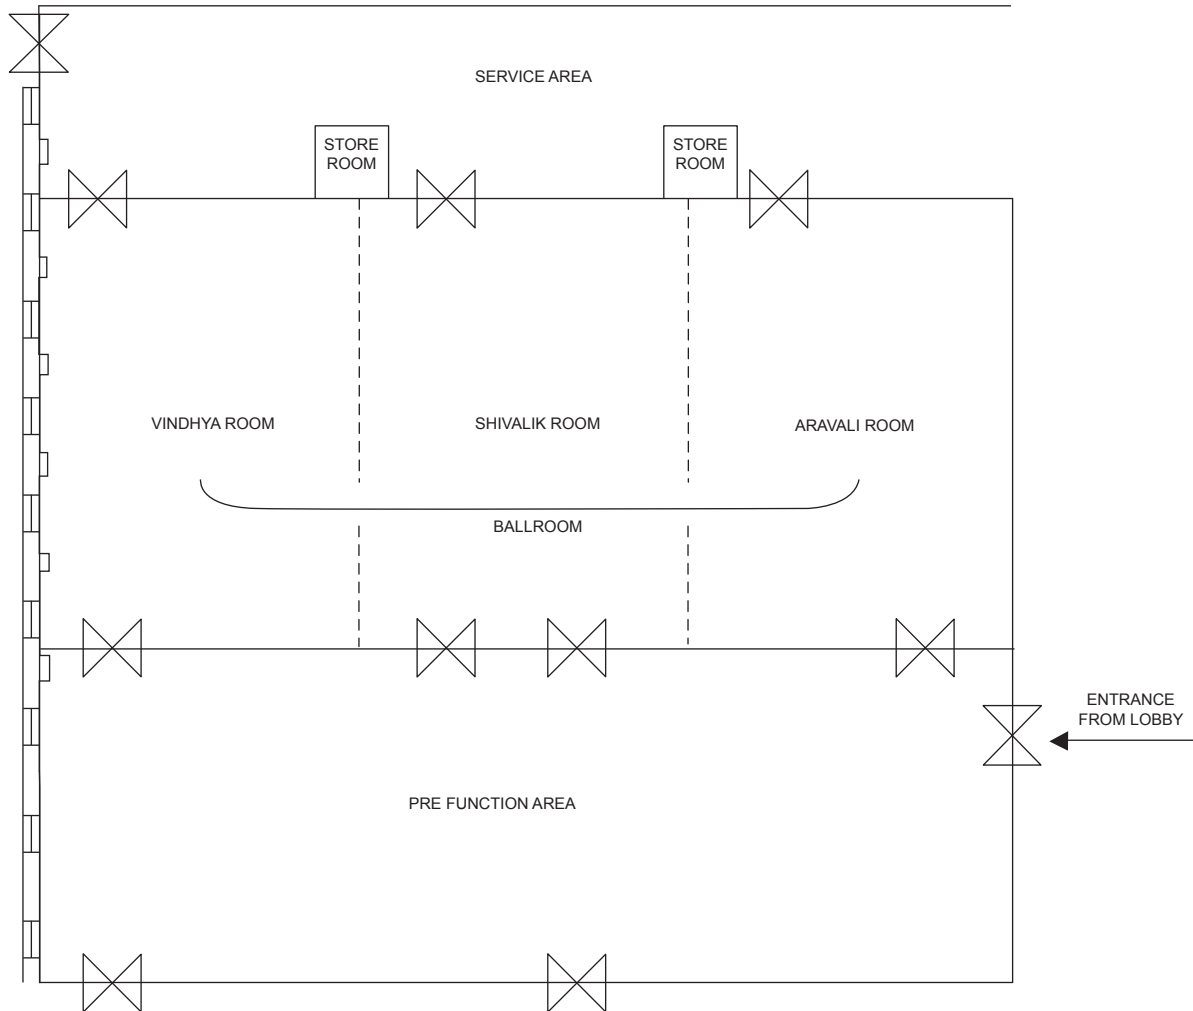 SERVICE AREA
STORE
ROOM
STORE
ROOM
VINDHYA ROOM
SHIVALIK ROOM
ARAVALI ROOM
BALLROOM
ENTRANCE
FROM LOBBY
PRE FUNCTION AREA